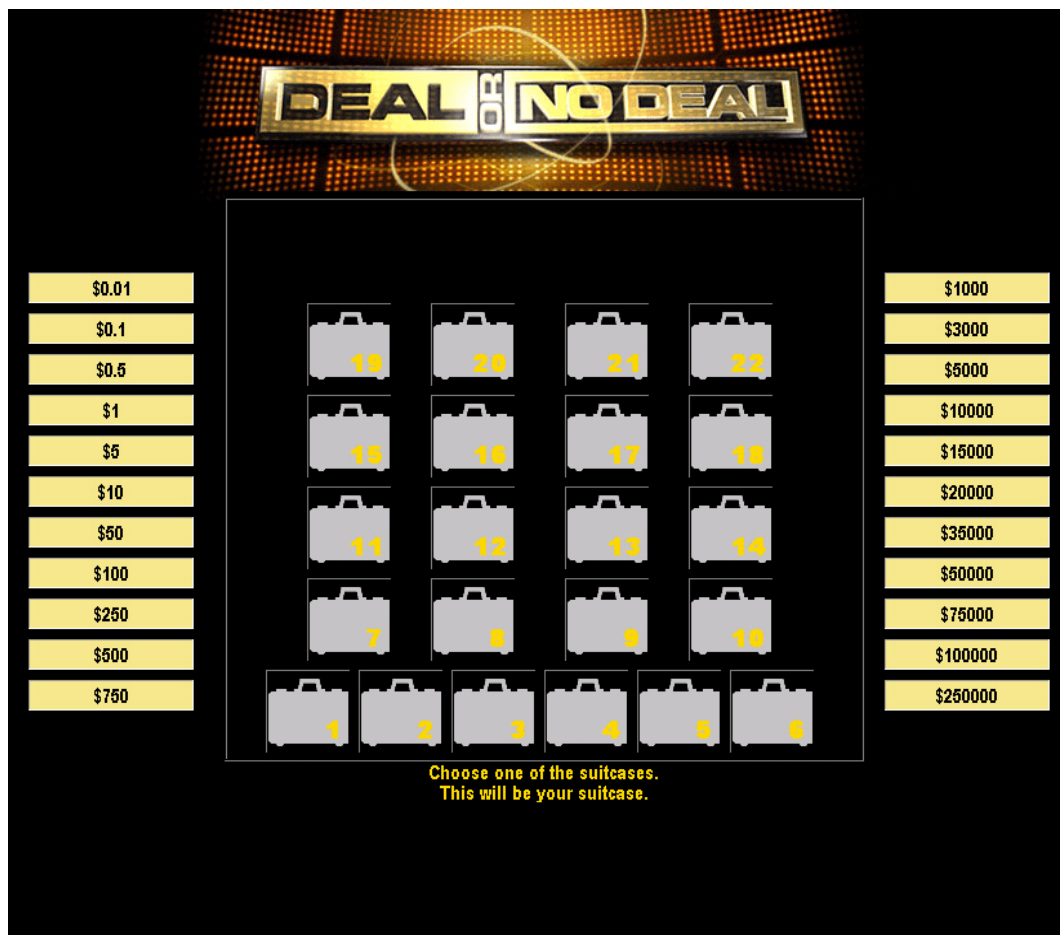 DEAL OR NO DEAL
$0.01
$0.1
$0.5
$1
$5
$10
$50
$100
$250
$500
$750
19 20 21 22
15 16 17 18
11 12 13 14
7 8 9 10
1 2 3 4 5 6
$1000
$3000
$5000
$10000
$15000
$20000
$35000
$50000
$75000
$100000
$250000
Choose one of the suitcases.
This will be your suitcase.